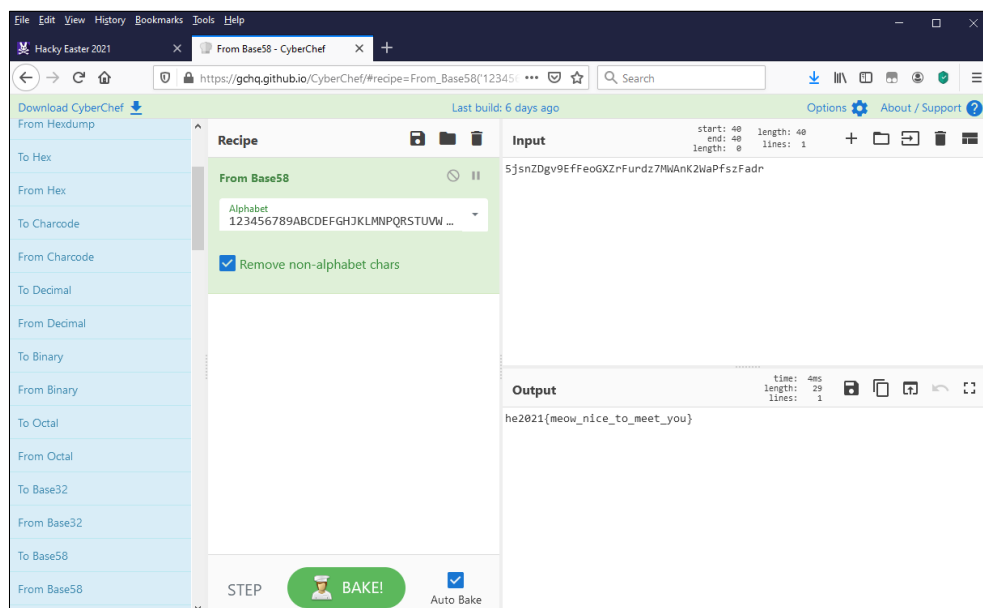 File Edit View History Bookmarks Tools Help
Hacky Easter 2021
From Base58 - CyberChef
https://gchq.github.io/CyberChef/#recipe=From_Base58('12345
Search
Download CyberChef
Last build: 6 days ago
Options
About / Support
From Hexdump
To Hex
From Hex
To Charcode
From Charcode
To Decimal
From Decimal
To Binary
From Binary
To Octal
From Octal
To Base32
From Base32
To Base58
From Base58
Recipe
From Base58
Alphabet
123456789ABCDEFGHJKLMNPQRSTUVW ...
Remove non-alphabet chars
STEP
BAKE!
Auto Bake
Input
start: 40
end: 40
length: 0
length: 40
lines: 1
5jsnZDgv9EfFeoGXZrFurdz7MWAnK2WaPfszFadr
Output
time: 4ms
length: 29
lines: 1
he2021{meow_nice_to_meet_you}